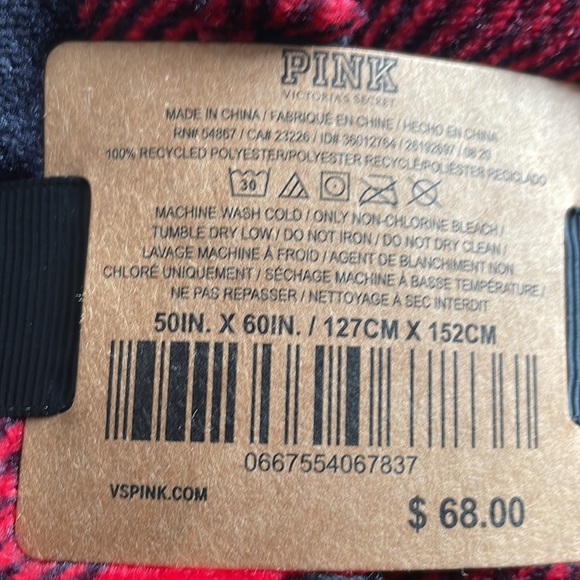 PINK
VICTORIA'S SECRET
MADE IN CHINA / FABRIQUÉ EN CHINE / HECHO EN CHINA
RN# 54867 / CA# 23226 / ID# 36012764 / 26192697 / 08 20
100% RECYCLED POLYESTER/POLYESTER RECYCLÉ/POLIÉSTER RECICLADO
30
MACHINE WASH COLD / ONLY NON-CHLORINE BLEACH /
TUMBLE DRY LOW / DO NOT IRON / DO NOT DRY CLEAN /
LAVAGE MACHINE À FROID / AGENT DE BLANCHIMENT NON
CHLORÉ UNIQUEMENT / SÉCHAGE MACHINE À BASSE TEMPÉRATURE /
NE PAS REPASSER / NETTOYAGE À SEC INTERDIT
50IN. X 60IN. / 127CM X 152CM
0667554067837
VSPINK.COM
$ 68.00